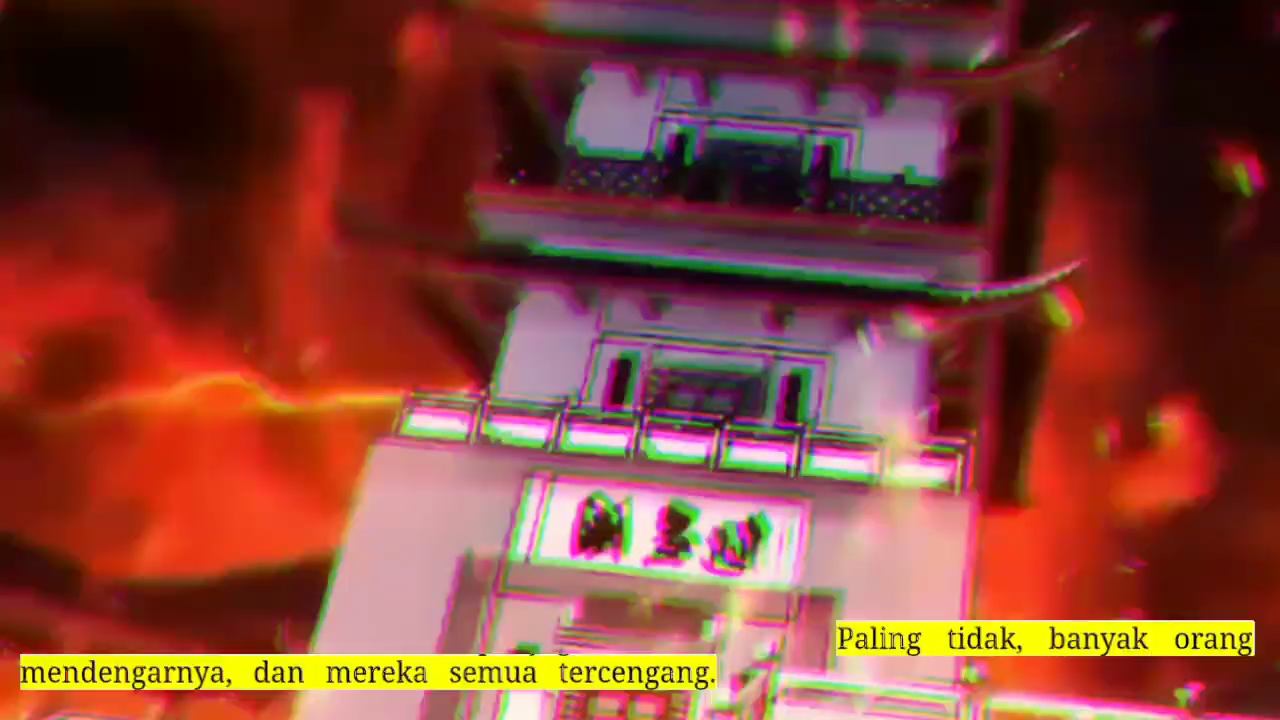 Paling tidak, banyak orang
mendengarnya, dan mereka semua tercengang.